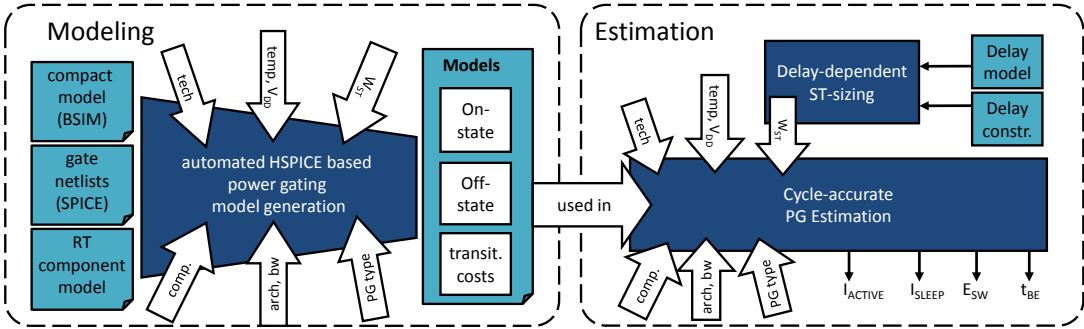 Modeling
compact
model
(BSIM)
gate
netlists
(SPICE)
RT
component
model
tech
temp, VDD
WST
automated HSPICE based
power gating
model generation
comp.
arch, bw
PG type
Models
On-
state
Off-
state
transit.
costs
used in
Estimation
Delay-dependent
ST-sizing
Delay
model
Delay
constr.
tech
temp, VDD
WST
Cycle-accurate
PG Estimation
comp.
arch, bw
PG type
IACTIVE
ISLEEP
ESW
tBE